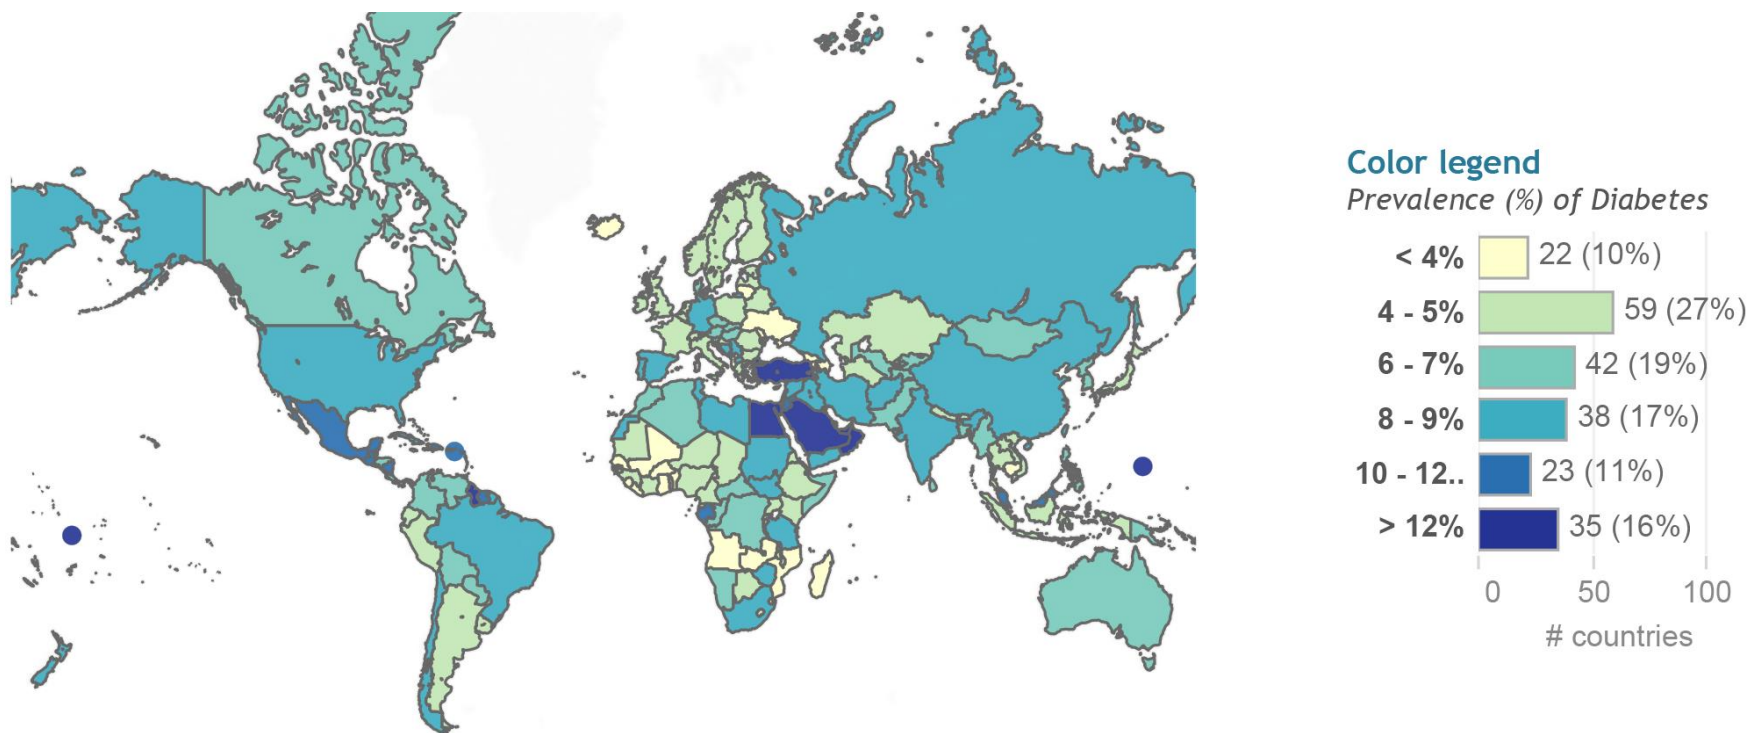 Color legend
Prevalence (%) of Diabetes
< 4% 22 (10%)
4 - 5% 59 (27%)
6 - 7% 42 (19%)
8 - 9% 38 (17%)
10 - 12.. 23 (11%)
> 12% 35 (16%)
0 50 100
# countries